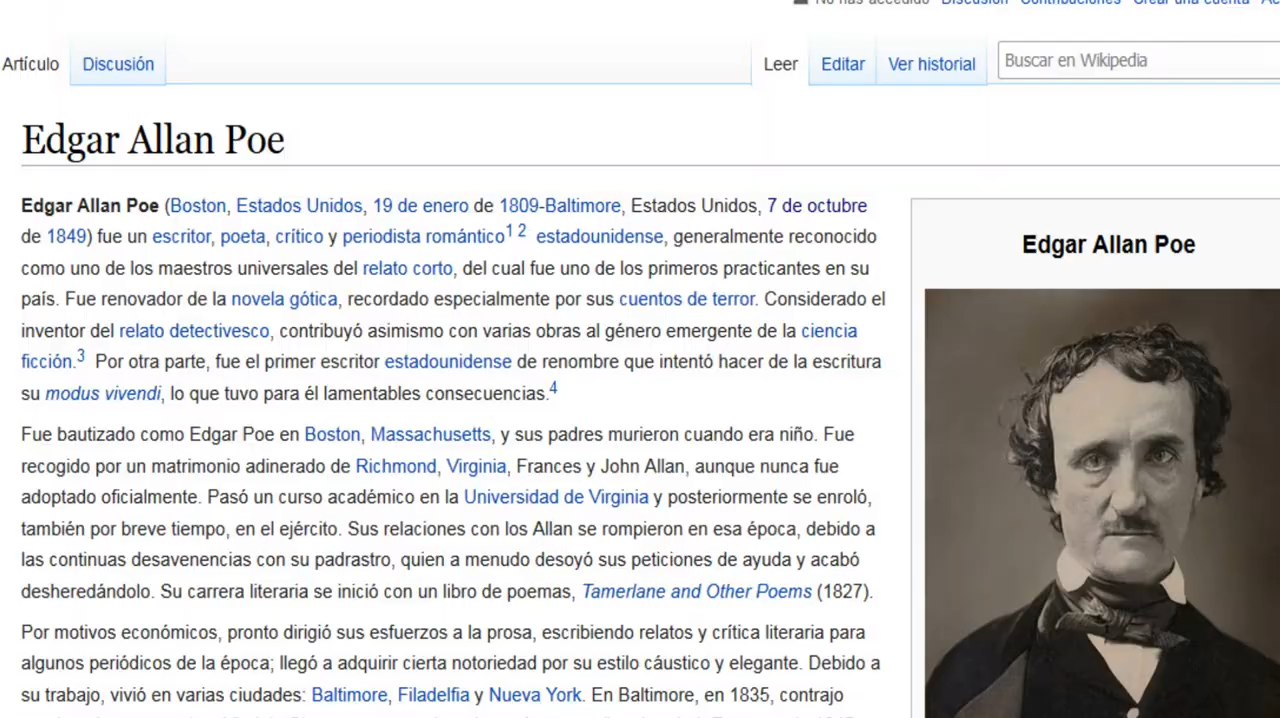 No has accedido Discusión Contribuciones Crear una cuenta
Artículo Discusión Leer Editar Ver historial Buscar en Wikipedia
Edgar Allan Poe
Edgar Allan Poe (Boston, Estados Unidos, 19 de enero de 1809-Baltimore, Estados Unidos, 7 de octubre
de 1849) fue un escritor, poeta, crítico y periodista romántico1 2 estadounidense, generalmente reconocido
como uno de los maestros universales del relato corto, del cual fue uno de los primeros practicantes en su
país. Fue renovador de la novela gótica, recordado especialmente por sus cuentos de terror. Considerado el
inventor del relato detectivesco, contribuyó asimismo con varias obras al género emergente de la ciencia
ficción.3 Por otra parte, fue el primer escritor estadounidense de renombre que intentó hacer de la escritura
su modus vivendi, lo que tuvo para él lamentables consecuencias.4
Fue bautizado como Edgar Poe en Boston, Massachusetts, y sus padres murieron cuando era niño. Fue
recogido por un matrimonio adinerado de Richmond, Virginia, Frances y John Allan, aunque nunca fue
adoptado oficialmente. Pasó un curso académico en la Universidad de Virginia y posteriormente se enroló,
también por breve tiempo, en el ejército. Sus relaciones con los Allan se rompieron en esa época, debido a
las continuas desavenencias con su padrastro, quien a menudo desoyó sus peticiones de ayuda y acabó
desheredándolo. Su carrera literaria se inició con un libro de poemas, Tamerlane and Other Poems (1827).
Por motivos económicos, pronto dirigió sus esfuerzos a la prosa, escribiendo relatos y crítica literaria para
algunos periódicos de la época; llegó a adquirir cierta notoriedad por su estilo cáustico y elegante. Debido a
su trabajo, vivió en varias ciudades: Baltimore, Filadelfia y Nueva York. En Baltimore, en 1835, contrajo
Edgar Allan Poe